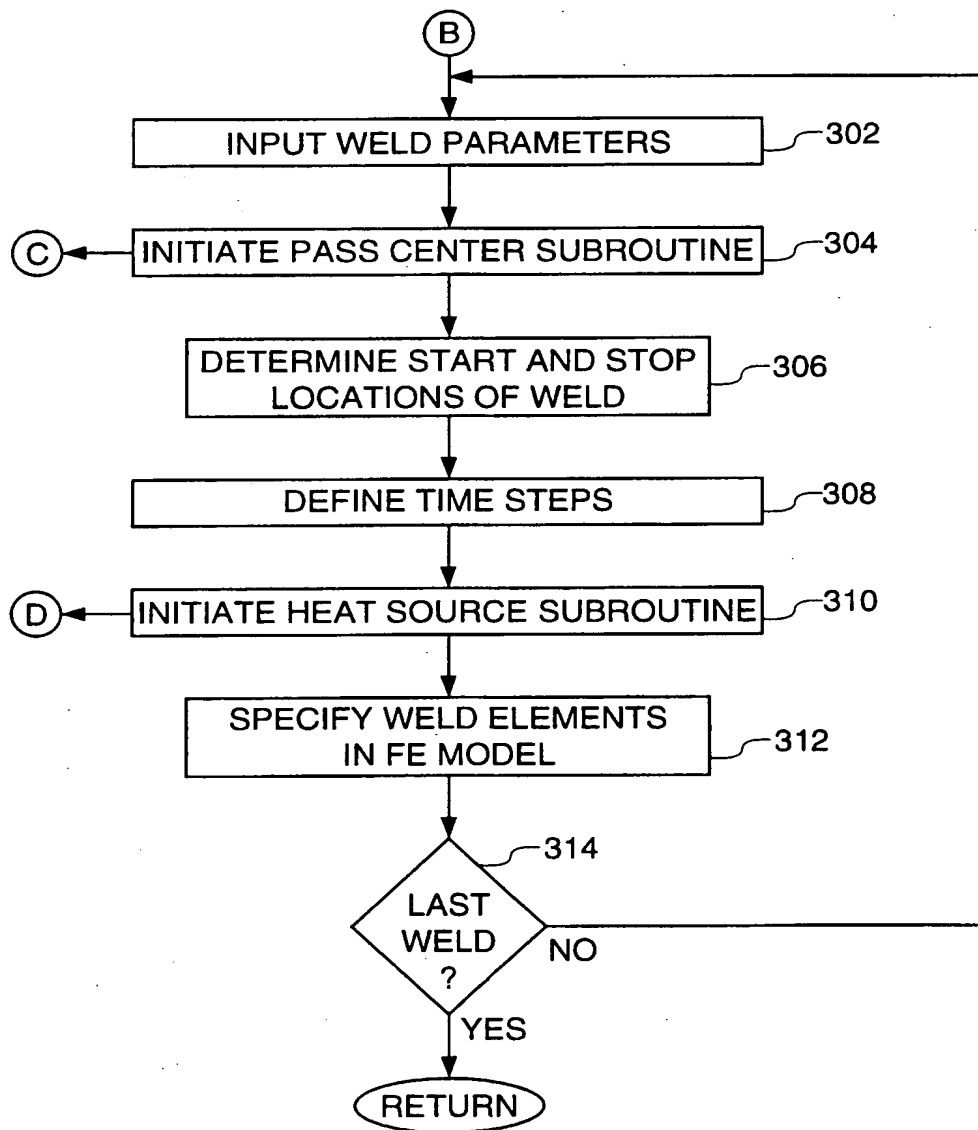 B
INPUT WELD PARAMETERS
302
C
INITIATE PASS CENTER SUBROUTINE
304
DETERMINE START AND STOP
LOCATIONS OF WELD
306
DEFINE TIME STEPS
308
D
INITIATE HEAT SOURCE SUBROUTINE
310
SPECIFY WELD ELEMENTS
IN FE MODEL
312
314
LAST
WELD
?
NO
YES
RETURN